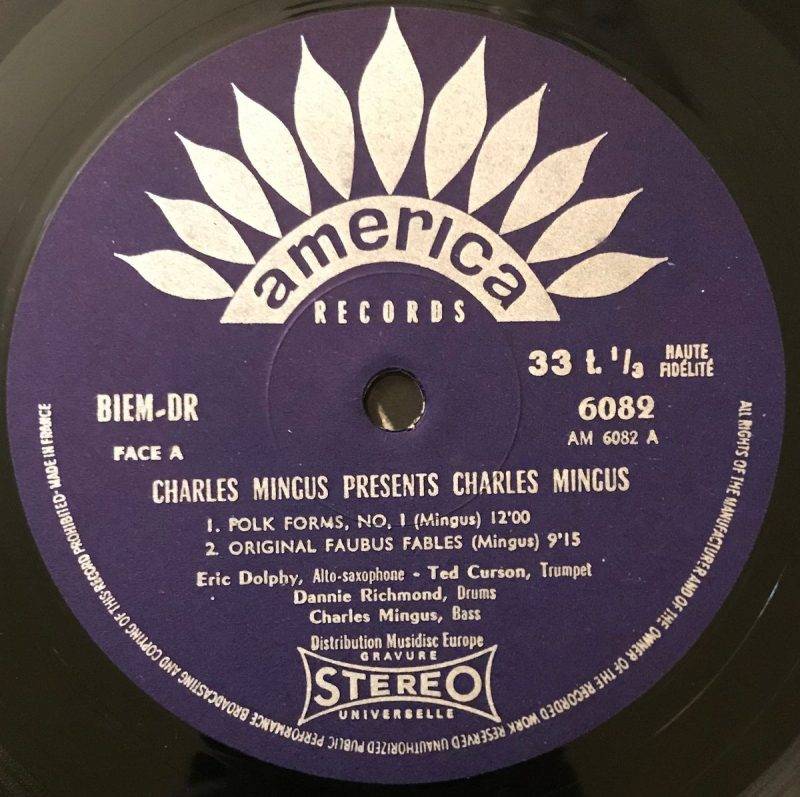 america
RECORDS
33 t. 1/3 HAUTE FIDÉLITÉ
BIEM-DR
6082
FACE A
AM 6082 A
CHARLES MINGUS PRESENTS CHARLES MINGUS
1. POLK FORMS, NO, I (Mingus) 12'00
2. ORIGINAL FAUBUS FABLES (Mingus) 9'15
Eric Dolphy, Alto-saxophone - Ted Curson, Trumpet
Dannie Richmond, Drums
Charles Mingus, Bass
Distribution Musidisc Europe
GRAVURE
STEREO
UNIVERSELLE
ALL RIGHTS OF THE MANUFACTURER AND OF THE OWNER OF THE RECORDED WORK RESERVED UNAUTHORIZED PUBLIC PERFORMANCE BROADCASTING AND COPYING OF THIS RECORD PROHIBITED - MADE IN FRANCE